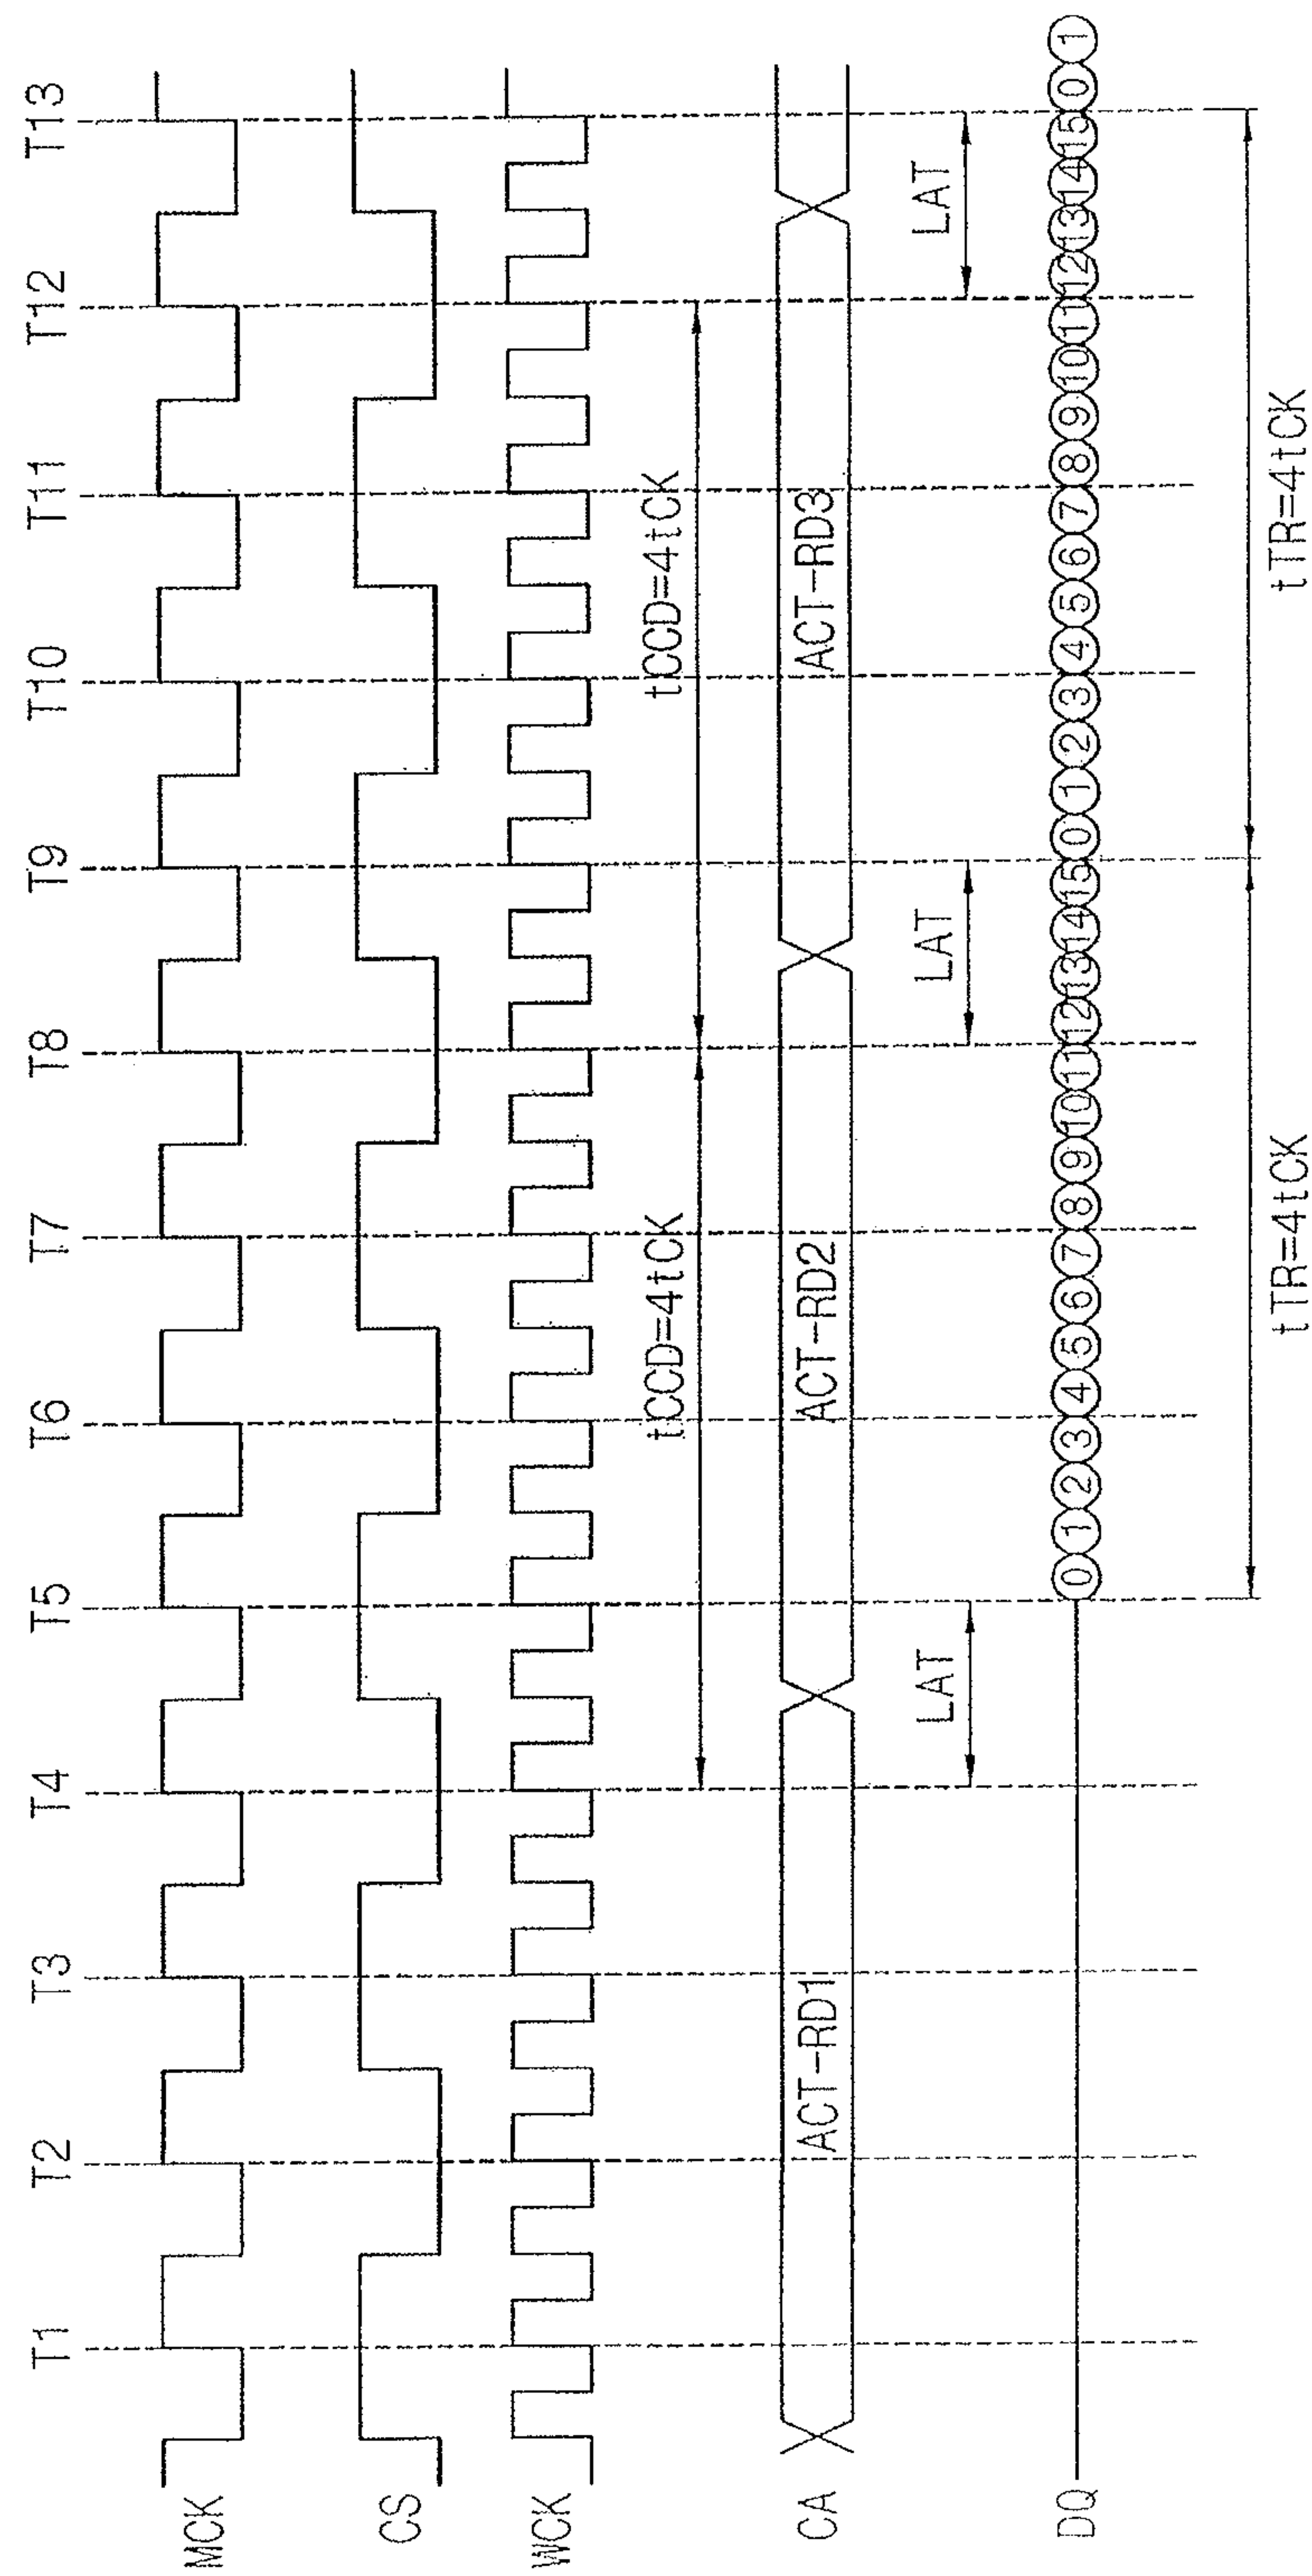 T1 T2 T3 T4 T5 T6 T7 T8 T9 T10 T11 T12 T13
MCK
CS
WCK
tCCD=4tCK tCCD=4tCK
CA ACT-RD1 ACT-RD2 ACT-RD3
LAT LAT LAT
DQ 0 1 2 3 4 5 6 7 8 9 10 11 12 13 14 15 0 1 2 3 4 5 6 7 8 9 10 11 12 13 14 15 0 1
tTR=4tCK tTR=4tCK